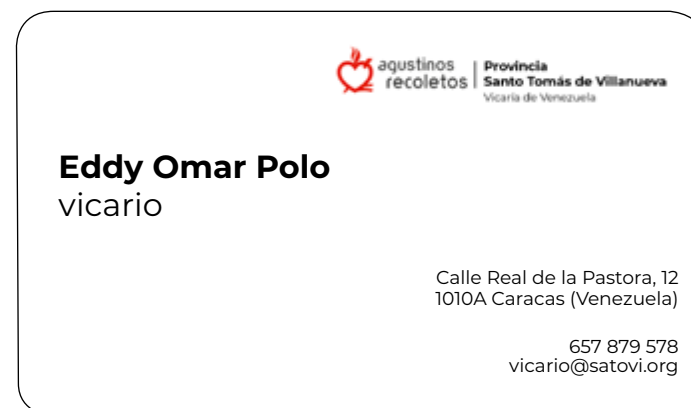 agustinos
recoletos
Provincia
Santo Tomás de Villanueva
Vicaría de Venezuela
Eddy Omar Polo
vicario
Calle Real de la Pastora, 12
1010A Caracas (Venezuela)
657 879 578
vicario@satovi.org